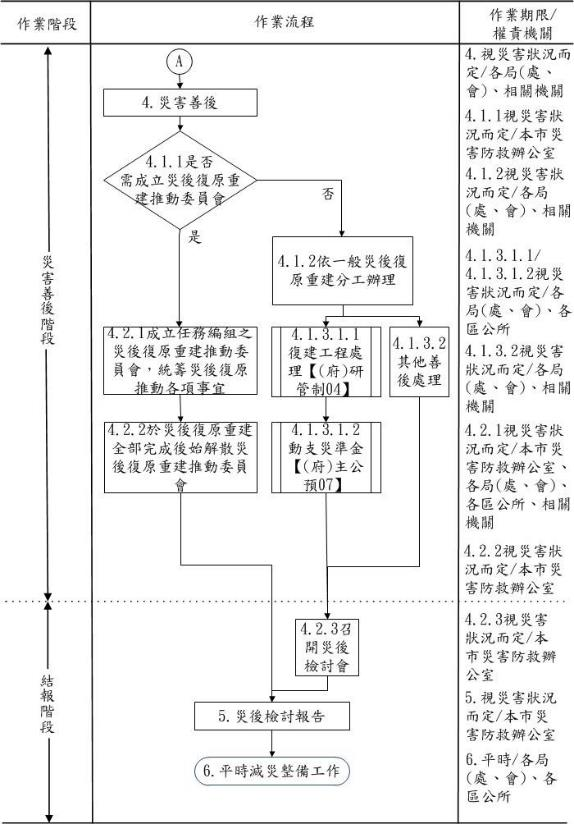 作業階段
作業流程
作業期限/
權責機關
災害善後階段
結報階段
A
4.災害善後
4.1.1是否
需成立災後復原重
建推動委員會
否
是
4.1.2依一般災後復
原重建分工辦理
4.2.1成立任務編組之
災後復原重建推動委
員會，統籌災後復原
推動各項事宜
4.1.3.1.1
復建工程處
理【(府)研
管制04】
4.1.3.2
其他善
後處理
4.2.2於災後復原重建
全部完成後始解散災
後復原重建推動委員
會
4.1.3.1.2
動支災準金
【(府)主公
預07】
4.2.3召
開災後
檢討會
5.災後檢討報告
6.平時減災整備工作
4.視災害狀況而
定/各局(處、
會)、相關機關
4.1.1視災害狀
況而定/本市災
害防救辦公室
4.1.2視災害狀
況而定/各局
(處、會)、相關
機關
4.1.3.1.1/
4.1.3.1.2視災
害狀況而定/各
局(處、會)、各
區公所
4.1.3.2視災害
狀況而定/各局
(處、會)、相關
機關
4.2.1視災害狀
況而定/本市災
害防救辦公室、
各局(處、會)、
各區公所、相關
機關
4.2.2視災害狀
況而定/本市災
害防救辦公室
4.2.3視災害
狀況而定/本
市災害防救辦
公室
5.視災害狀況
而定/本市災
害防救辦公室
6.平時/各局
(處、會)、各
區公所